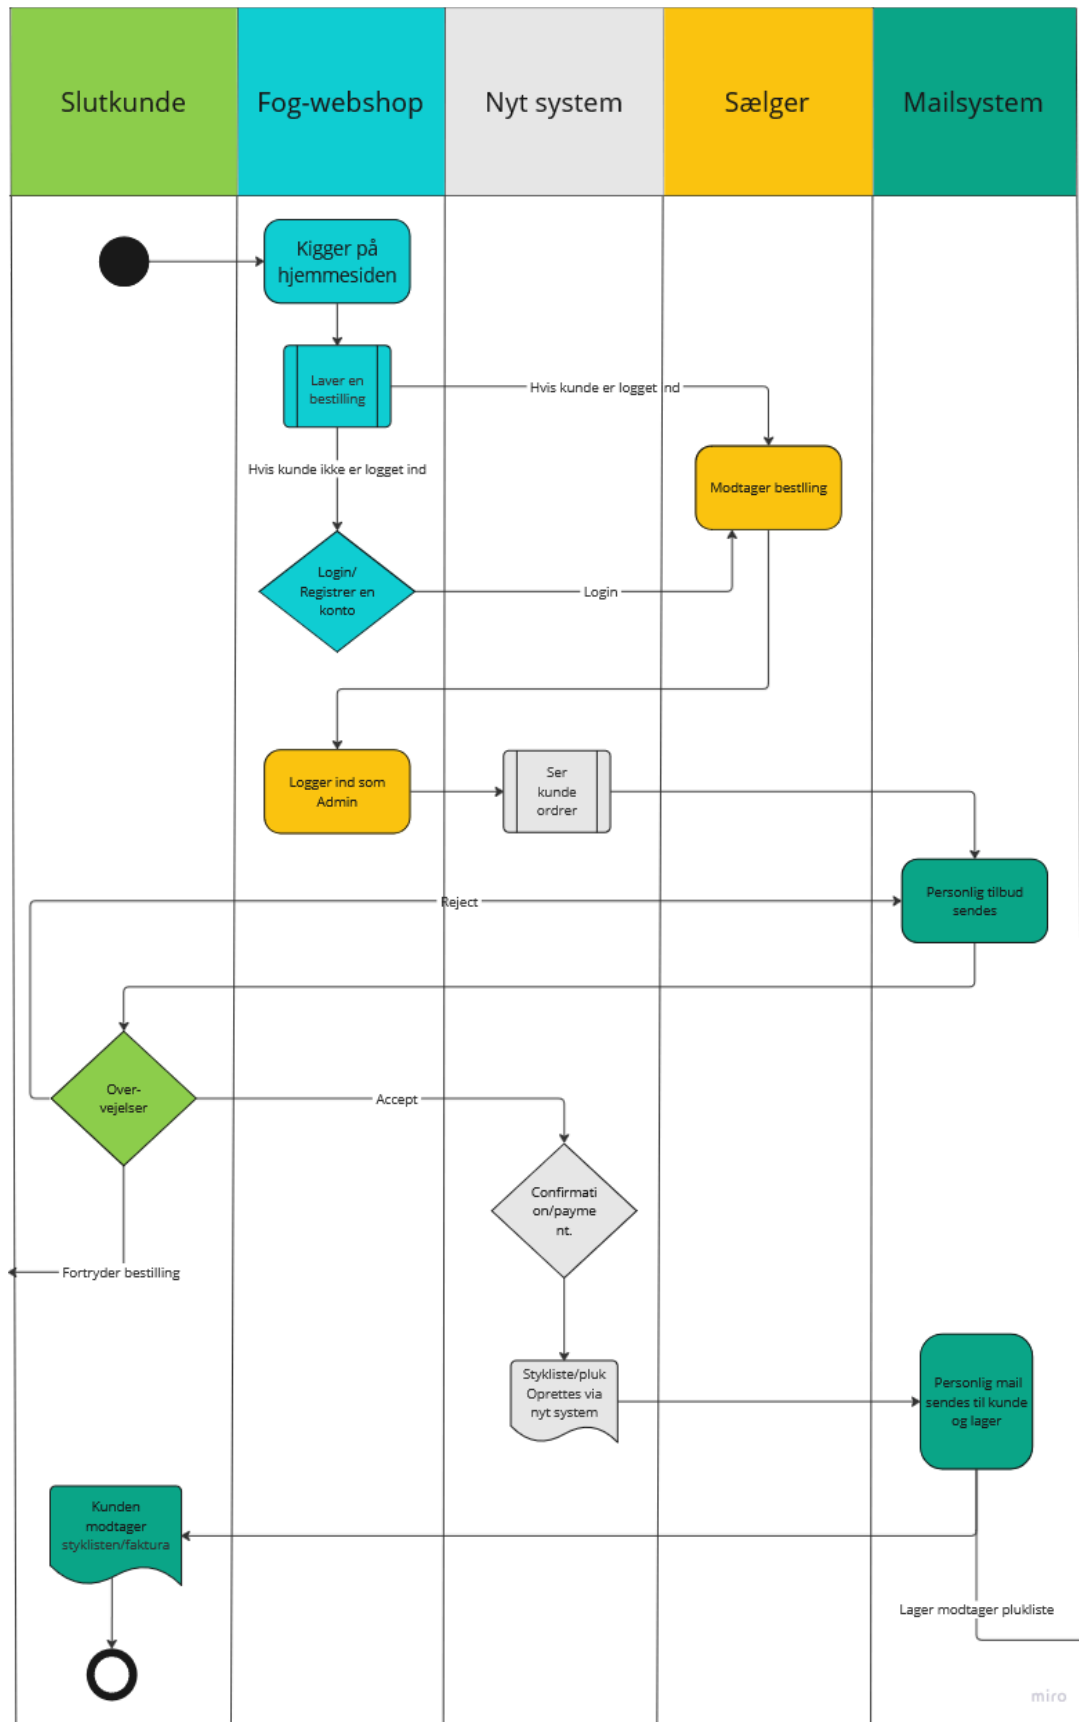 Slutkunde
Fog-webshop
Nyt system
Sælger
Mailsystem
Kigger på
hjemmesiden
Laver en
bestilling
Hvis kunde er logget ind
Hvis kunde ikke er logget ind
Modtager bestlling
Login/
Registrer en
konto
Login
Logger ind som
Admin
Ser
kunde
ordrer
Personlig tilbud
sendes
Reject
Over-
vejelser
Accept
Confirmati
on/payme
nt.
Fortryder bestilling
Stykliste/pluk
Oprettes via
nyt system
Personlig mail
sendes til kunde
og lager
Kunden
modtager
styklisten/faktura
Lager modtager plukliste
miro